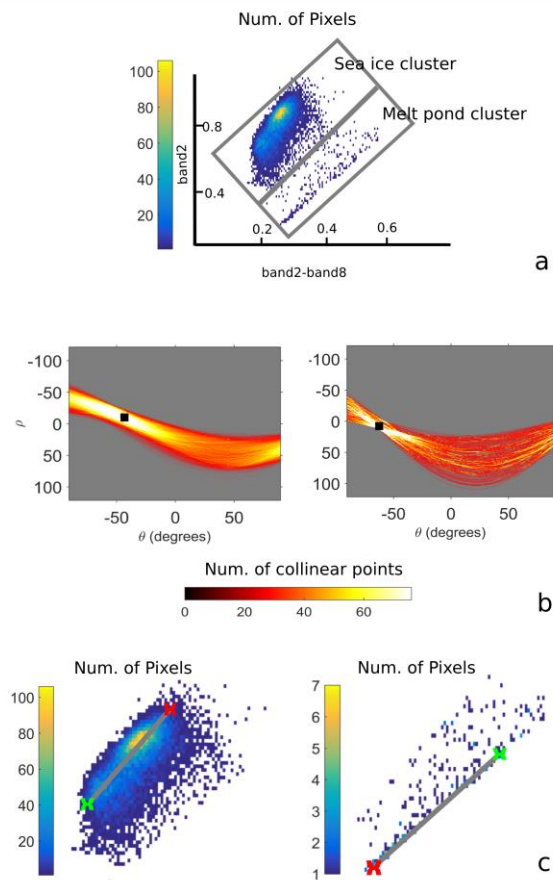 Num. of Pixels
100
80
60
40
20
Sea ice cluster
Melt pond cluster
band2
0.8
0.4
0.2
0.4
0.6
band2-band8
a
-100
-50
0
50
100
ρ
-50
0
50
θ (degrees)
-100
-50
0
50
100
-50
0
50
θ (degrees)
Num. of collinear points
0 20 40 60
b
Num. of Pixels
100
80
60
40
20
Num. of Pixels
7
6
5
4
3
2
1
c